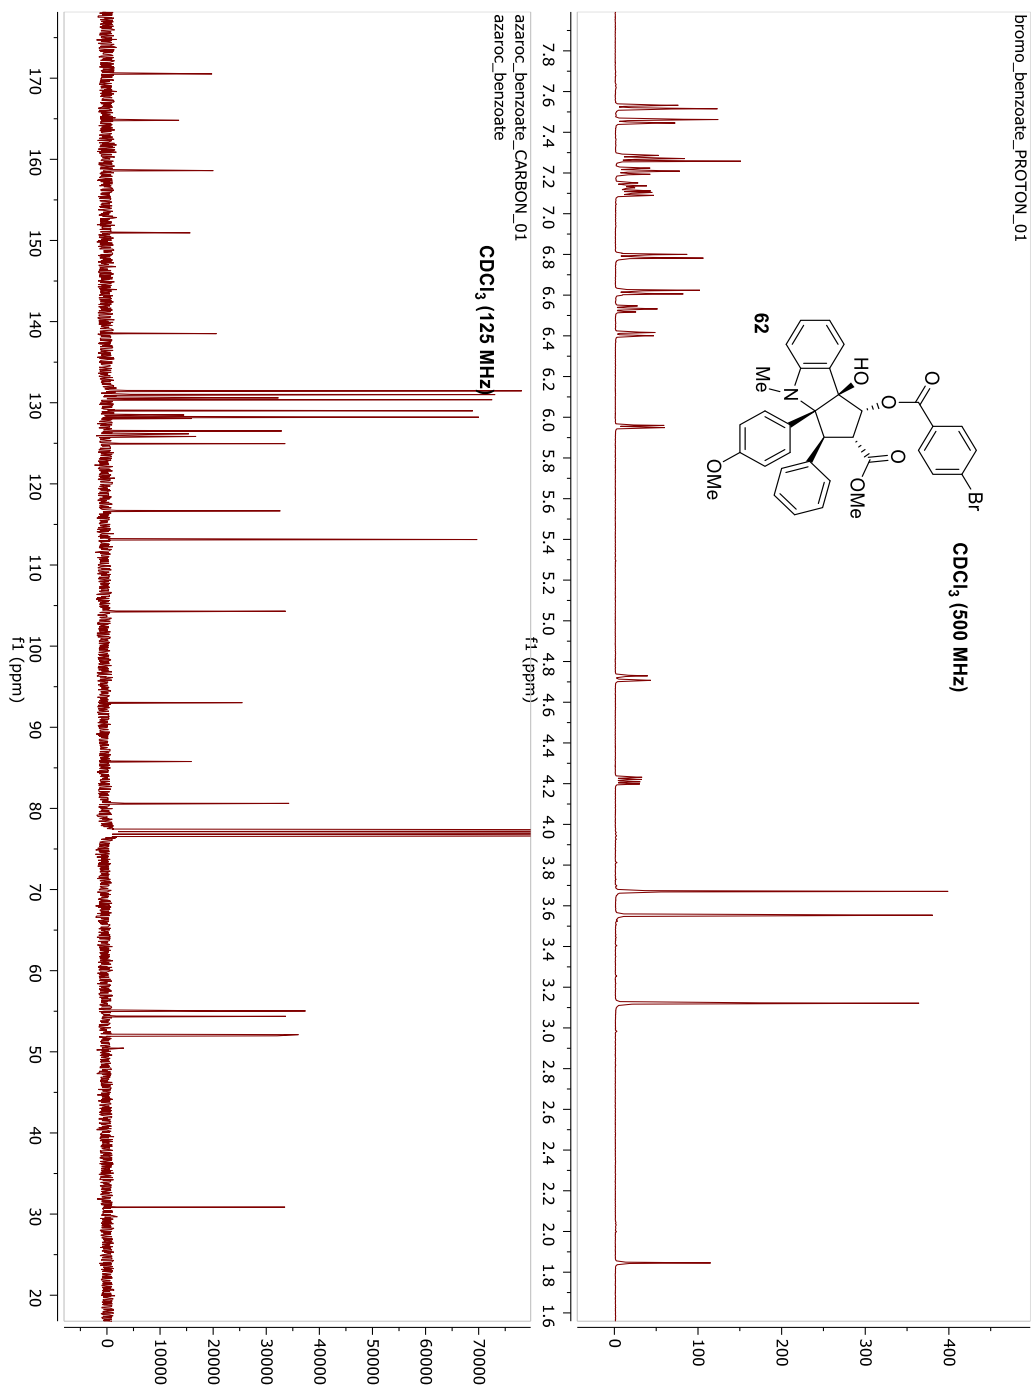 bromo_benzoate_PROTON_01
CDCl3 (500 MHz)
O
Br
O
HO
O
OMe
N
Me
OMe
62
400
300
200
100
0
7.8 7.6 7.4 7.2 7.0 6.8 6.6 6.4 6.2 6.0 5.8 5.6 5.4 5.2 5.0 4.8 4.6 4.4 4.2 4.0 3.8 3.6 3.4 3.2 3.0 2.8 2.6 2.4 2.2 2.0 1.8 1.6
f1 (ppm)
azaroc_benzoate_CARBON_01
azaroc_benzoate
CDCl3 (125 MHz)
70000
60000
50000
40000
30000
20000
10000
0
170 160 150 140 130 120 110 100 90 80 70 60 50 40 30 20
f1 (ppm)